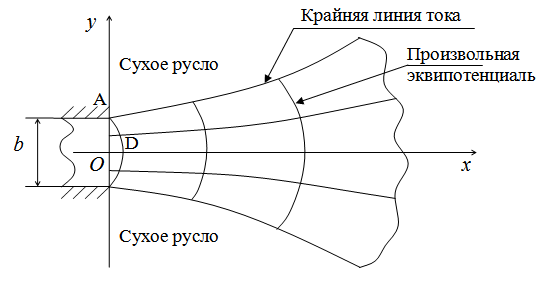 Крайняя линия тока
y
Произвольная
эквипотенциаль
Сухое русло
A
b
D
O
x
Сухое русло